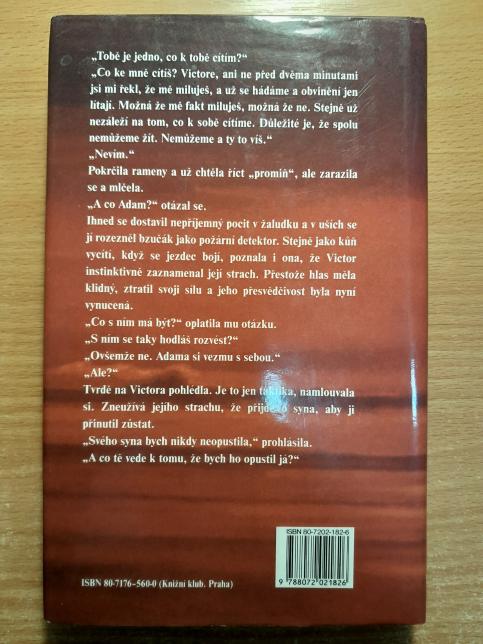 „Tobě je jedno, co k tobě cítím?“
„Co ke mně cítíš? Victore, ani ne před dvěma minutami
jsi mi řekl, že mě miluješ, a už se hádáme a obvinění jen
lítají. Možná že mě fakt miluješ, možná že ne. Stejně už
nezáleží na tom, co k sobě cítíme. Důležité je, že spolu
nemůžeme žít. Nemůžeme a ty to víš.“
„Nevím.“
Pokrčila rameny a už chtěla říct „promiň“, ale zarazila
se a mlčela.
„A co Adam?“ otázal se.
Ihned se dostavil nepříjemný pocit v žaludku a v uších se
jí rozezněl bzučák jako požární detektor. Stejně jako kůň
vycítí, když se jezdec bojí, poznala i ona, že Victor
instinktivně zaznamenal její strach. Přestože hlas měla
klidný, ztratil svoji sílu a jeho přesvědčivost byla nyní
vynucená.
„Co s ním má být?“ oplatila mu otázku.
„S ním se taky hodláš rozvést?“
„Ovšemže ne. Adama si vezmu s sebou.“
„Ale?“
Tvrdě na Victora pohlédla. Je to jen taktika, namlouvala
si. Zneužívá jejího strachu, že přijde o syna, aby ji
přinutil zůstat.
„Svého syna bych nikdy neopustila,“ prohlásila.
„A co tě vede k tomu, že bych ho opustil já?“
ISBN 80-7202-182-6
9 788072 021826
ISBN 80-7176-560-0 (Knižní klub. Praha)